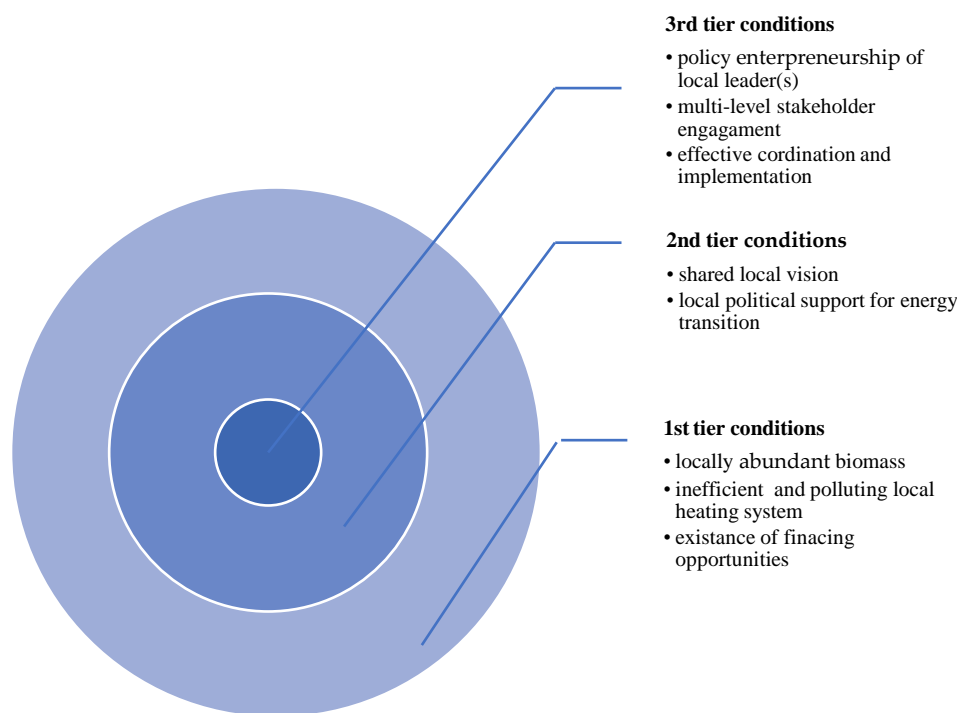 3rd tier conditions
• policy enterpreneurship of
local leader(s)
• multi-level stakeholder
engagament
• effective cordination and
implementation
2nd tier conditions
• shared local vision
• local political support for energy
transition
1st tier conditions
• locally abundant biomass
• inefficient and polluting local
heating system
• existance of finacing
opportunities